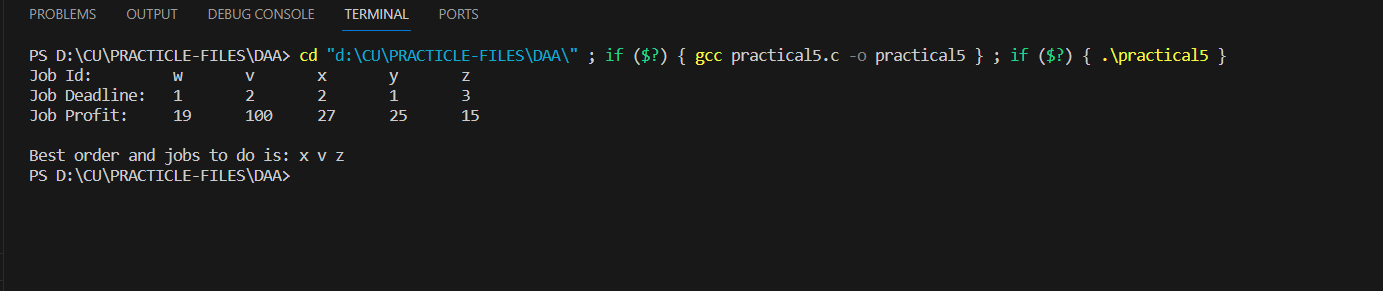 PROBLEMS OUTPUT DEBUG CONSOLE TERMINAL PORTS
PS D:\CU\PRACTICLE-FILES\DAA> cd "d:\CU\PRACTICLE-FILES\DAA\" ; if ($?) { gcc practical5.c -o practical5 } ; if ($?) { .\practical5 }
Job Id: w v x y z
Job Deadline: 1 2 2 1 3
Job Profit: 19 100 27 25 15
Best order and jobs to do is: x v z
PS D:\CU\PRACTICLE-FILES\DAA>